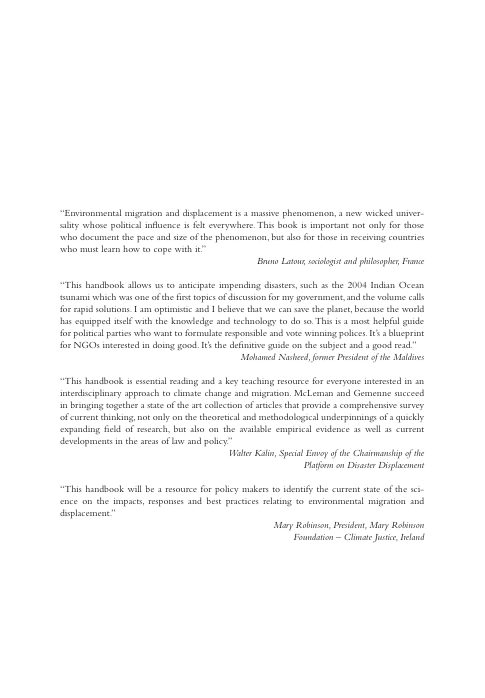 “Environmental migration and displacement is a massive phenomenon, a new wicked univer-
sality whose political influence is felt everywhere. This book is important not only for those
who document the pace and size of the phenomenon, but also for those in receiving countries
who must learn how to cope with it.”
Bruno Latour, sociologist and philosopher, France
“This handbook allows us to anticipate impending disasters, such as the 2004 Indian Ocean
tsunami which was one of the first topics of discussion for my government, and the volume calls
for rapid solutions. I am optimistic and I believe that we can save the planet, because the world
has equipped itself with the knowledge and technology to do so. This is a most helpful guide
for political parties who want to formulate responsible and vote winning polices. It’s a blueprint
for NGOs interested in doing good. It’s the definitive guide on the subject and a good read.”
Mohamed Nasheed, former President of the Maldives
“This handbook is essential reading and a key teaching resource for everyone interested in an
interdisciplinary approach to climate change and migration. McLeman and Gemenne succeed
in bringing together a state of the art collection of articles that provide a comprehensive survey
of current thinking, not only on the theoretical and methodological underpinnings of a quickly
expanding field of research, but also on the available empirical evidence as well as current
developments in the areas of law and policy.”
Walter Kälin, Special Envoy of the Chairmanship of the
Platform on Disaster Displacement
“This handbook will be a resource for policy makers to identify the current state of the sci-
ence on the impacts, responses and best practices relating to environmental migration and
displacement.”
Mary Robinson, President, Mary Robinson
Foundation – Climate Justice, Ireland